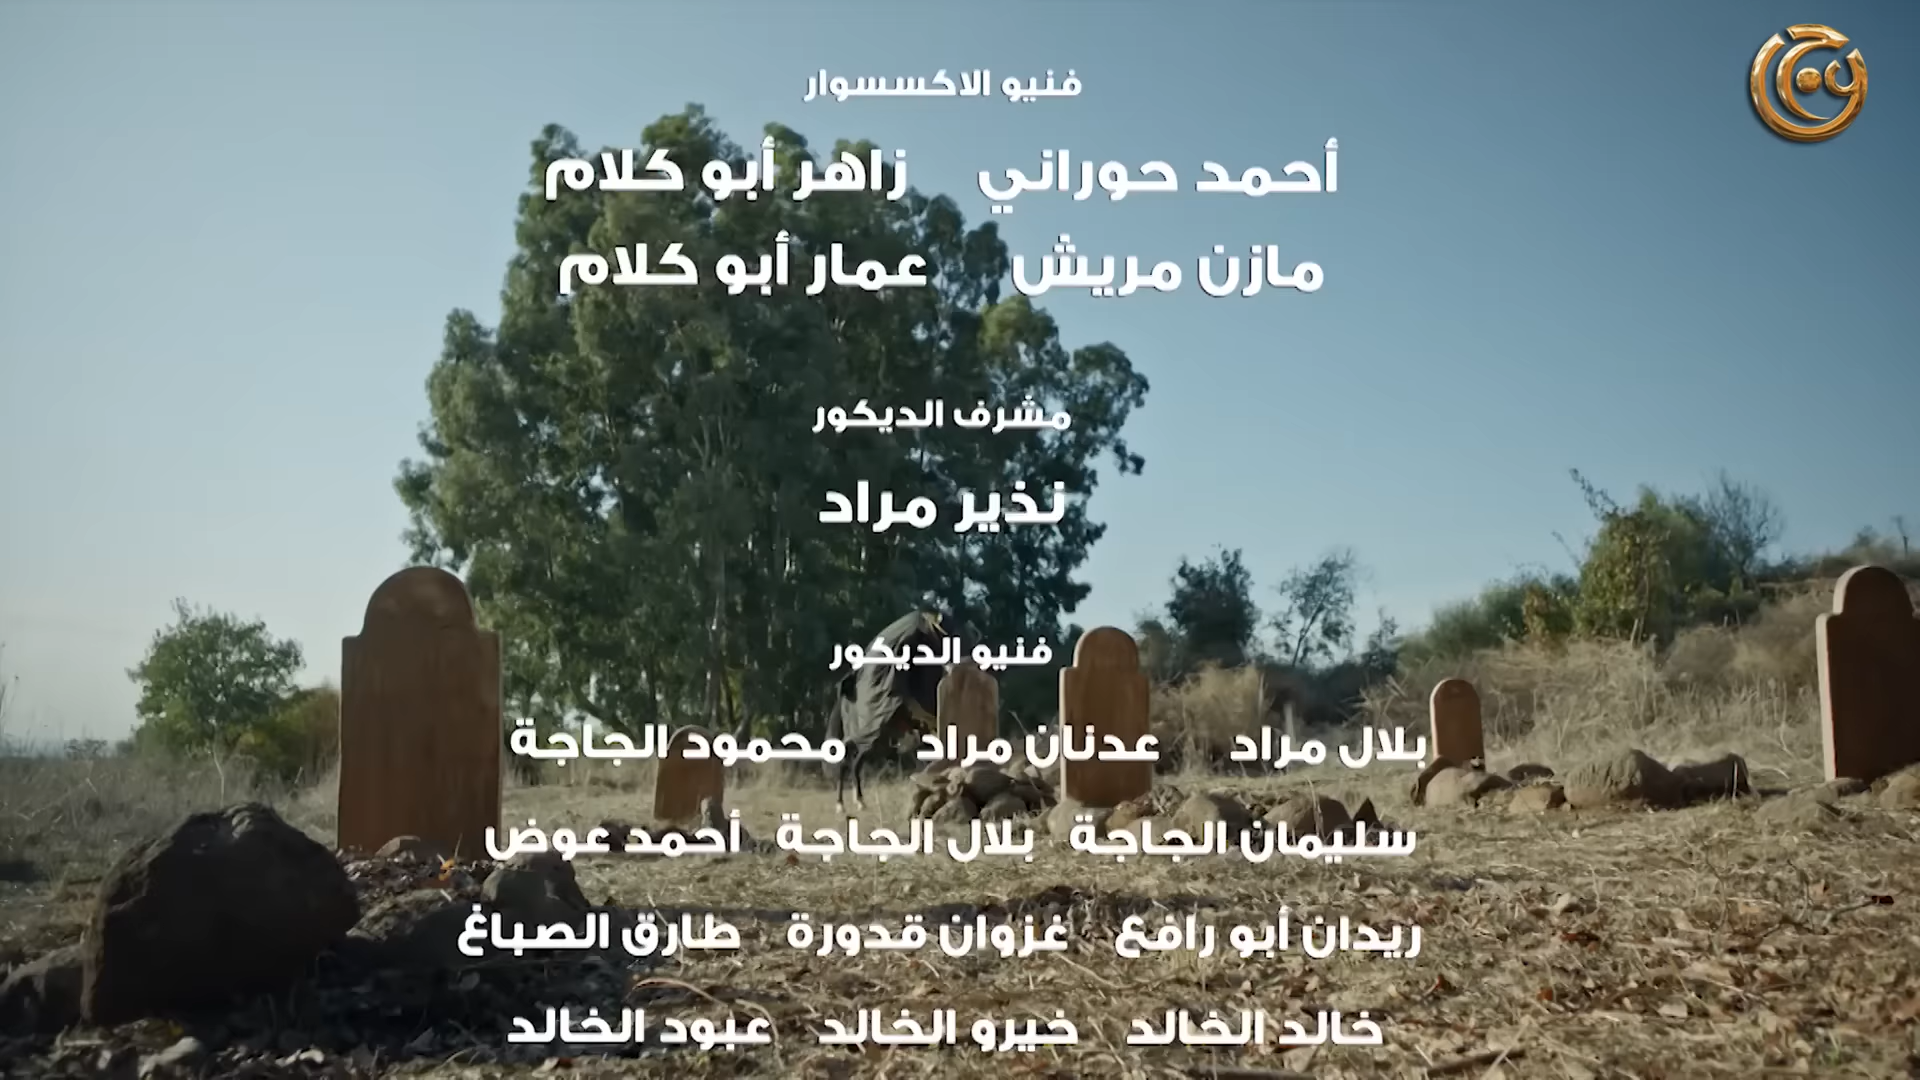 فنيو الاكسسوار
أحمد حوراني زاهر أبو كلام
مازن مريش عمار أبو كلام
مشرف الديكور
نذير مراد
فنيو الديكور
بلال مراد عدنان مراد محمود الجاجة
سليمان الجاجة بلال الجاجة أحمد عوض
ريدان أبو رافع غزوان قدورة طارق الصباغ
خالد الخالد خيرو الخالد عبود الخالد